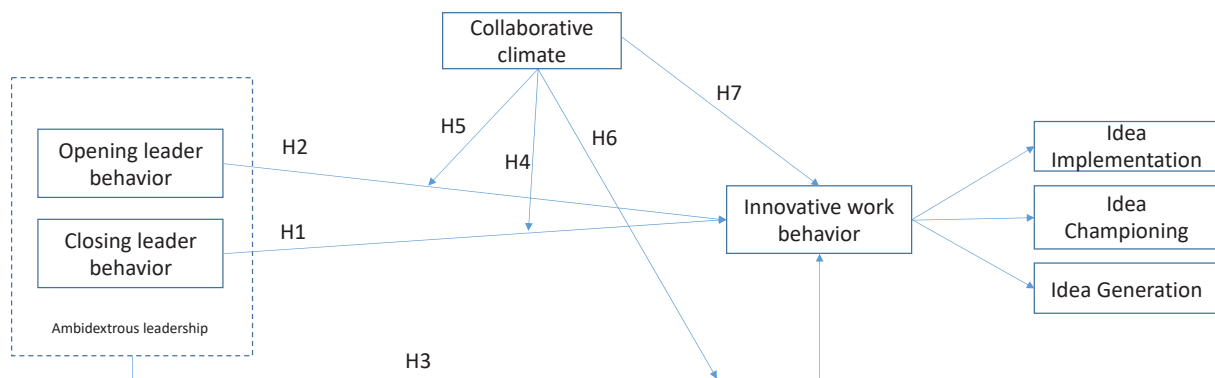 Collaborative
climate
H7
H5
H6
H4
H2
Opening leader
behavior
H1
Closing leader
behavior
Ambidextrous leadership
H3
Innovative work
behavior
Idea
Implementation
Idea
Championing
Idea Generation